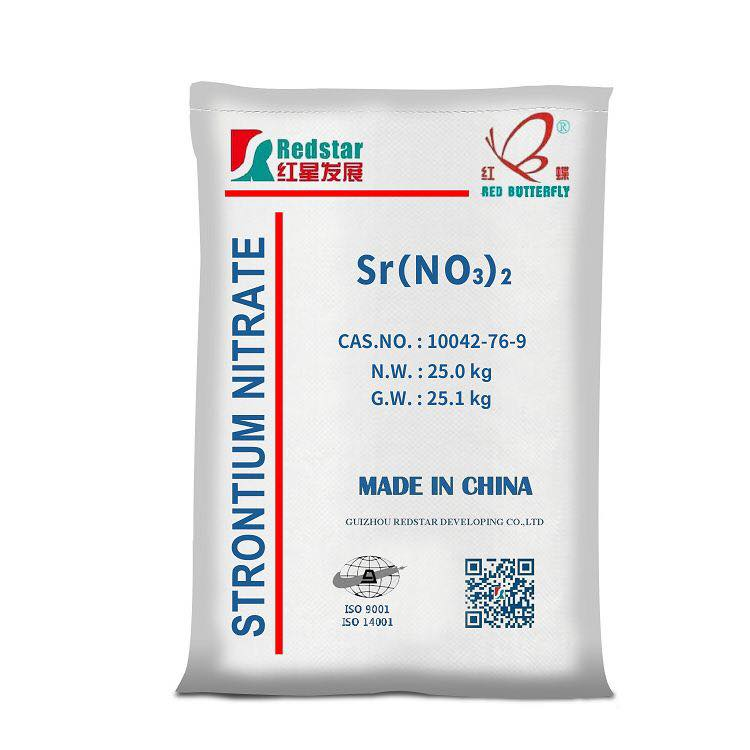 Redstar
红星发展
®
红 蝶
RED BUTTERFLY
STRONTIUM NITRATE
Sr(NO₃)₂
CAS.NO. : 10042-76-9
N.W. : 25.0 kg
G.W. : 25.1 kg
MADE IN CHINA
GUIZHOU REDSTAR DEVELOPING CO.,LTD
ISO 9001
ISO 14001